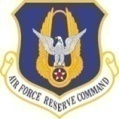 AIR FORCE RESERVE COMMAND